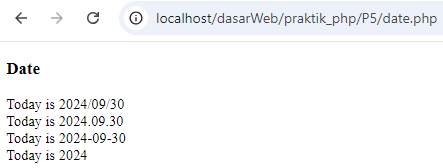 localhost/dasarWeb/praktik_php/P5/date.php
Date
Today is 2024/09/30
Today is 2024.09.30
Today is 2024-09-30
Today is 2024